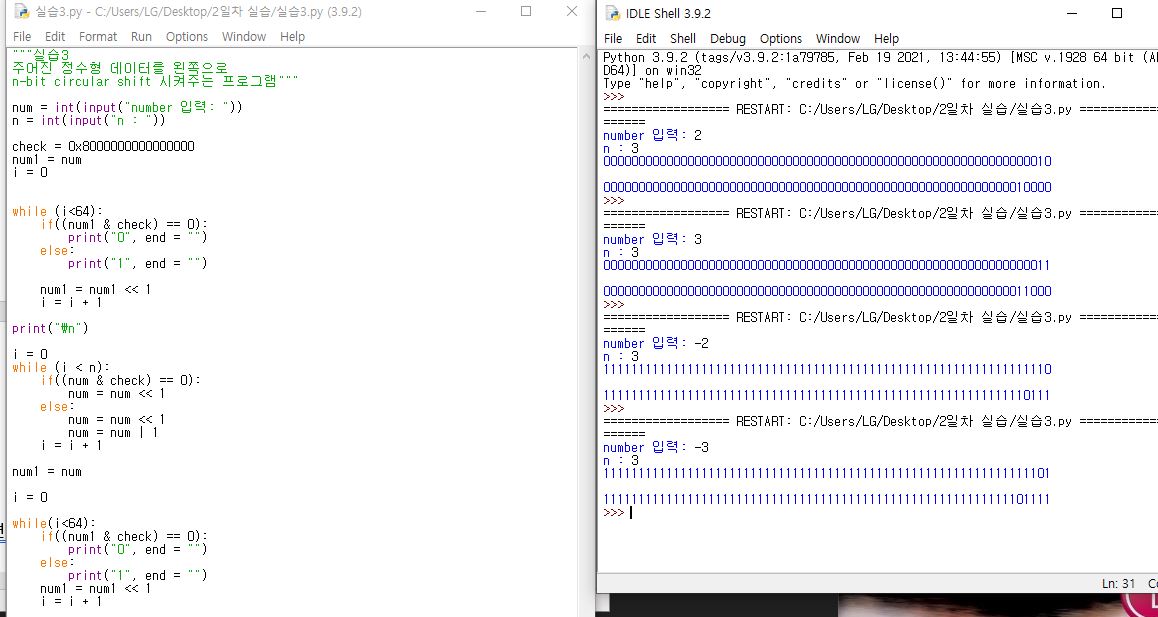 실습3.py - C:/Users/LG/Desktop/2일차 실습/실습3.py (3.9.2)
File Edit Format Run Options Window Help
"""실습3
주어진 정수형 데이터를 왼쪽으로
n-bit circular shift 시켜주는 프로그램"""
num = int(input("number 입력: "))
n = int(input("n : "))
check = 0x8000000000000000
num1 = num
i = 0
while (i<64):
    if((num1 & check) == 0):
        print("0", end = "")
    else:
        print("1", end = "")
    num1 = num1 << 1
    i = i + 1
print("₩n")
i = 0
while (i < n):
    if((num & check) == 0):
        num = num << 1
    else:
        num = num << 1
        num = num | 1
    i = i + 1
num1 = num
i = 0
while(i<64):
    if((num1 & check) == 0):
        print("0", end = "")
    else:
        print("1", end = "")
    num1 = num1 << 1
    i = i + 1
IDLE Shell 3.9.2
File Edit Shell Debug Options Window Help
Python 3.9.2 (tags/v3.9.2:1a79785, Feb 19 2021, 13:44:55) [MSC v.1928 64 bit (A
D64)] on win32
Type "help", "copyright", "credits" or "license()" for more information.
>>>
================== RESTART: C:/Users/LG/Desktop/2일차 실습/실습3.py ============
======
number 입력: 2
n : 3
0000000000000000000000000000000000000000000000000000000000000010
0000000000000000000000000000000000000000000000000000000000010000
>>>
================== RESTART: C:/Users/LG/Desktop/2일차 실습/실습3.py ============
======
number 입력: 3
n : 3
0000000000000000000000000000000000000000000000000000000000000011
0000000000000000000000000000000000000000000000000000000000011000
>>>
================== RESTART: C:/Users/LG/Desktop/2일차 실습/실습3.py ============
======
number 입력: -2
n : 3
1111111111111111111111111111111111111111111111111111111111111110
1111111111111111111111111111111111111111111111111111111111110111
>>>
================== RESTART: C:/Users/LG/Desktop/2일차 실습/실습3.py ============
======
number 입력: -3
n : 3
1111111111111111111111111111111111111111111111111111111111111101
1111111111111111111111111111111111111111111111111111111111101111
>>>
Ln: 31